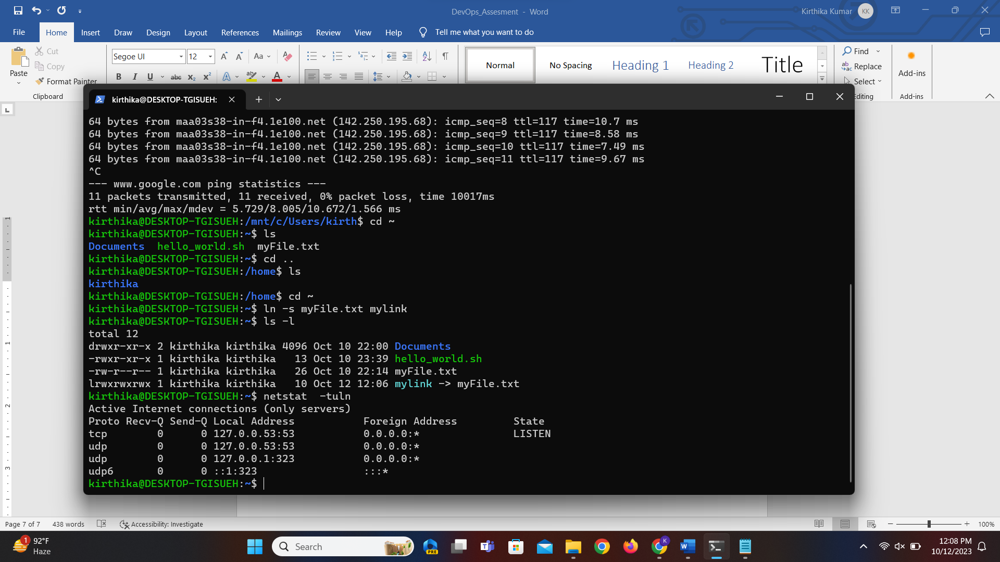 DevOps_Assesment - Word
Kirthika Kumar KK
File Home Insert Draw Design Layout References Mailings Review View Help Tell me what you want to do
Paste
Cut
Copy
Format Painter
Clipboard
Segoe UI 12
Normal
No Spacing
Heading 1
Heading 2
Title
Find
Replace
Select
diting
Add-ins
Add-ins
kirthika@DESKTOP-TGISUEH:
64 bytes from maa03s38-in-f4.1e100.net (142.250.195.68): icmp_seq=8 ttl=117 time=10.7 ms
64 bytes from maa03s38-in-f4.1e100.net (142.250.195.68): icmp_seq=9 ttl=117 time=8.58 ms
64 bytes from maa03s38-in-f4.1e100.net (142.250.195.68): icmp_seq=10 ttl=117 time=7.49 ms
64 bytes from maa03s38-in-f4.1e100.net (142.250.195.68): icmp_seq=11 ttl=117 time=9.67 ms
^C
--- www.google.com ping statistics ---
11 packets transmitted, 11 received, 0% packet loss, time 10017ms
rtt min/avg/max/mdev = 5.729/8.005/10.672/1.566 ms
kirthika@DESKTOP-TGISUEH:/mnt/c/Users/kirth$ cd ~
kirthika@DESKTOP-TGISUEH:~$ ls
Documents  hello_world.sh  myFile.txt
kirthika@DESKTOP-TGISUEH:~$ cd ..
kirthika@DESKTOP-TGISUEH:/home$ ls
kirthika
kirthika@DESKTOP-TGISUEH:/home$ cd ~
kirthika@DESKTOP-TGISUEH:~$ ln -s myFile.txt mylink
kirthika@DESKTOP-TGISUEH:~$ ls -l
total 12
drwxr-xr-x 2 kirthika kirthika 4096 Oct 10 22:00 Documents
-rwxr-xr-x 1 kirthika kirthika   13 Oct 10 23:39 hello_world.sh
-rw-r--r-- 1 kirthika kirthika   26 Oct 10 22:14 myFile.txt
lrwxrwxrwx 1 kirthika kirthika   10 Oct 12 12:06 mylink -> myFile.txt
kirthika@DESKTOP-TGISUEH:~$ netstat  -tuln
Active Internet connections (only servers)
Proto Recv-Q Send-Q Local Address           Foreign Address         State
tcp        0      0 127.0.0.53:53           0.0.0.0:*               LISTEN
udp        0      0 127.0.0.53:53           0.0.0.0:*
udp        0      0 127.0.0.1:323           0.0.0.0:*
udp6       0      0 ::1:323                 :::*
kirthika@DESKTOP-TGISUEH:~$
Page 7 of 7 438 words Accessibility: Investigate 100%
1
92°F
Haze
Search
PRE
12:08 PM
10/12/2023